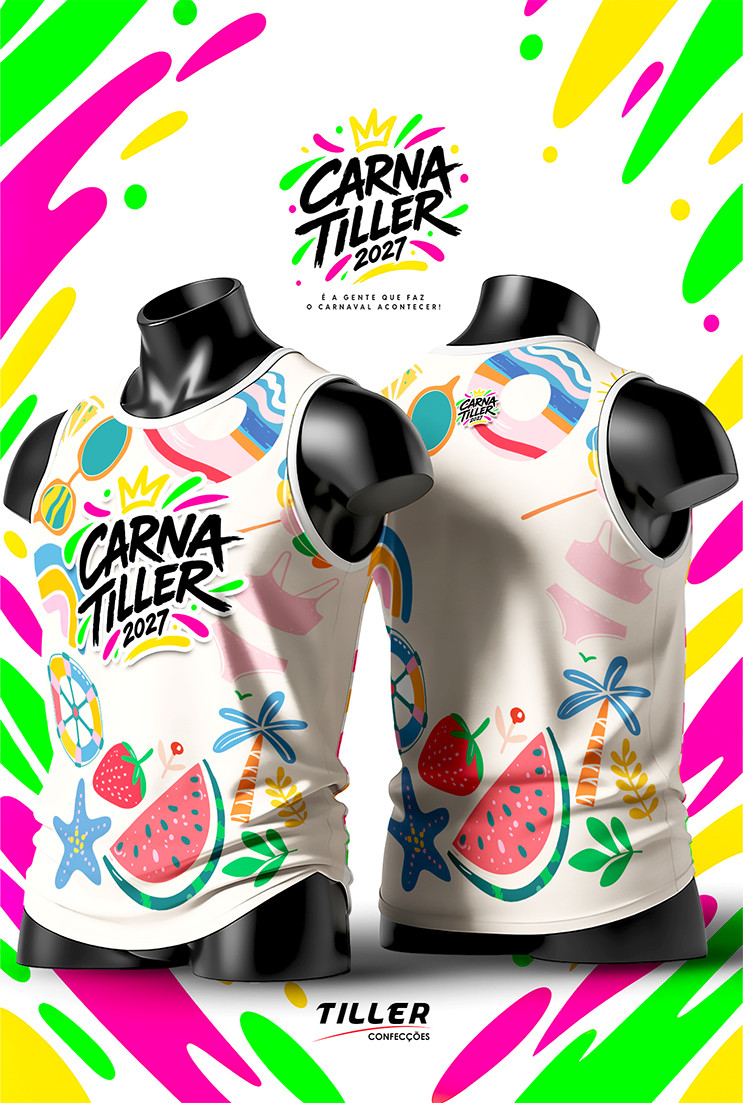 CARNA
TILLER
2027
É A GENTE QUE FAZ
O CARNAVAL ACONTECER!
CARNA
TILLER
2027
CARNA
TILLER
2027
TILLER
CONFECÇÕES